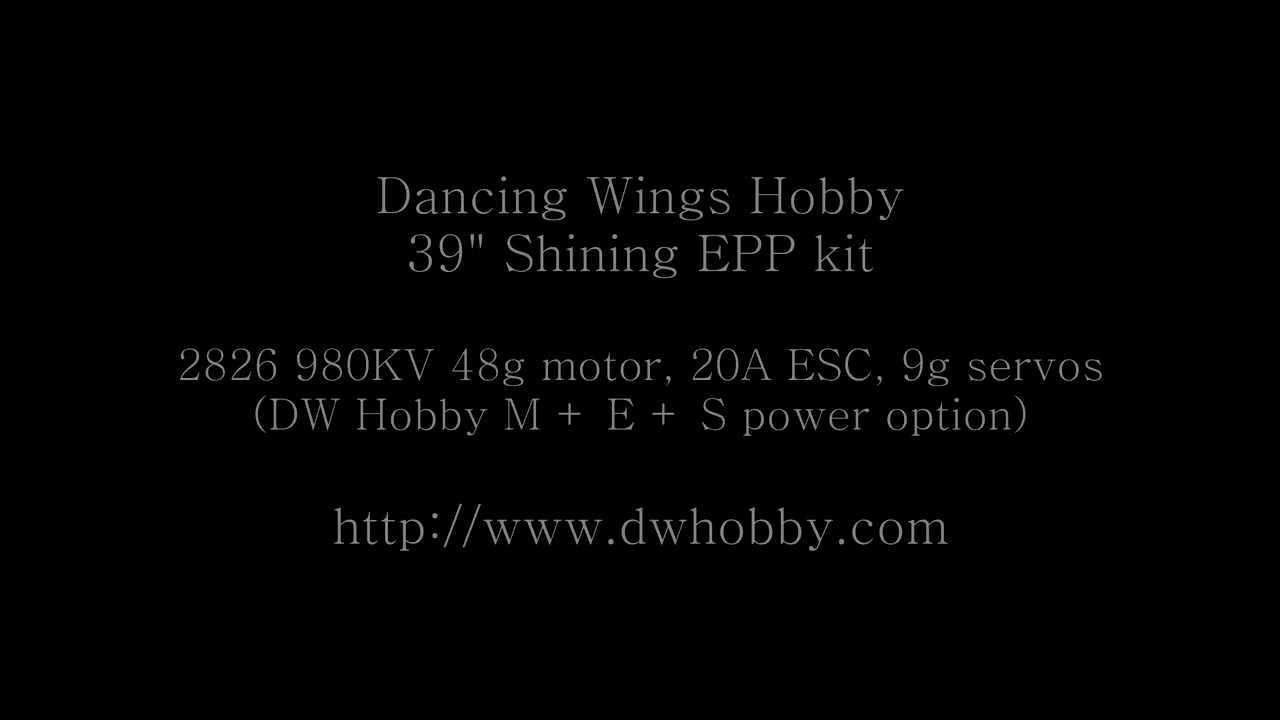 Dancing Wings Hobby
39" Shining EPP kit
2826 980KV 48g motor, 20A ESC, 9g servos
(DW Hobby M + E + S power option)
http://www.dwhobby.com